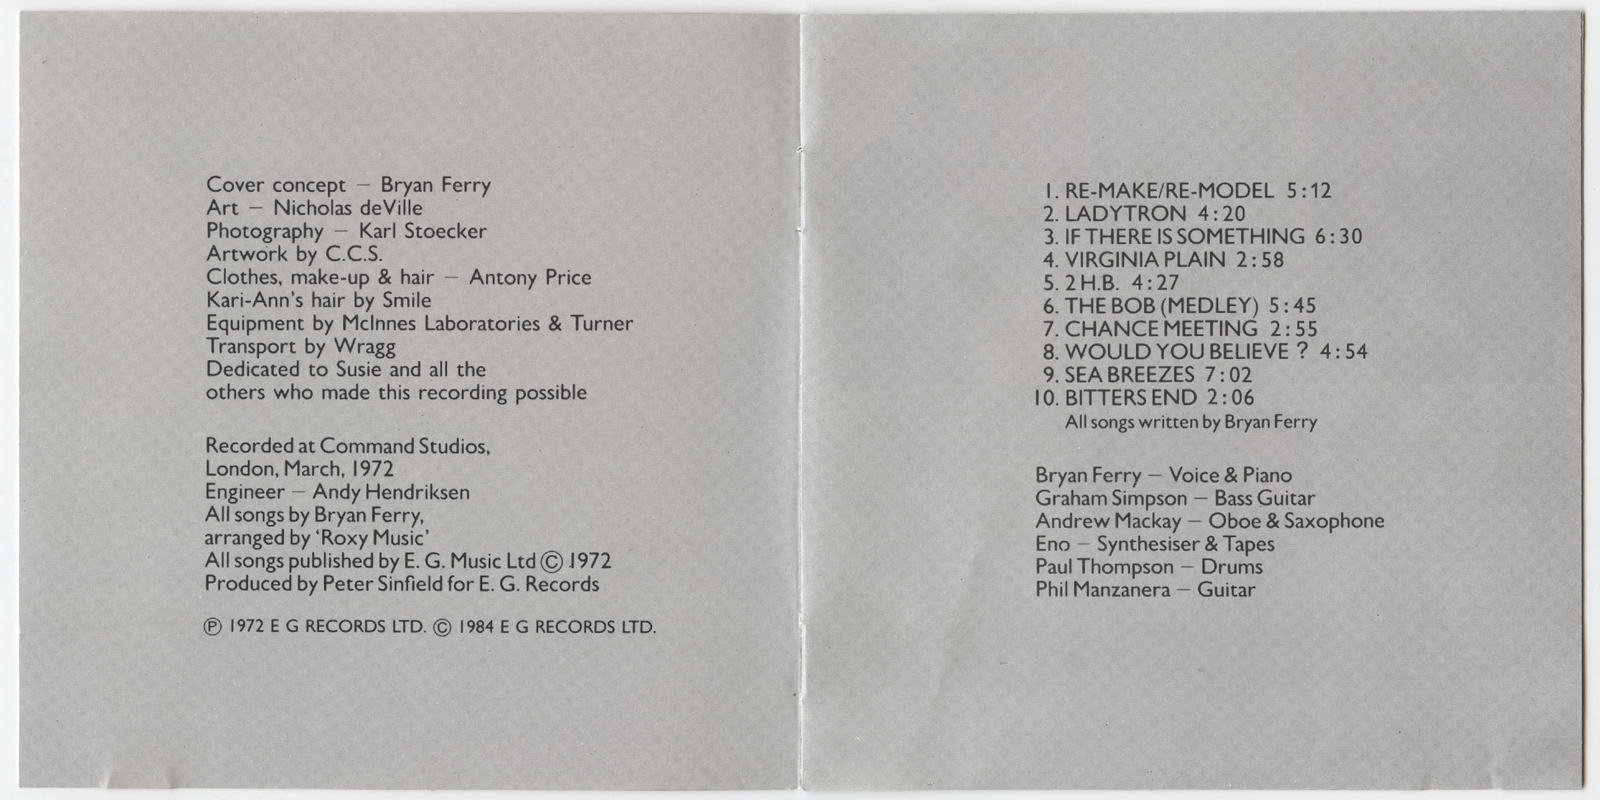 Cover concept — Bryan Ferry
Art — Nicholas deVille
Photography — Karl Stoecker
Artwork by C.C.S.
Clothes, make-up & hair — Antony Price
Kari-Ann's hair by Smile
Equipment by McInnes Laboratories & Turner
Transport by Wragg
Dedicated to Susie and all the
others who made this recording possible
Recorded at Command Studios,
London, March, 1972
Engineer — Andy Hendriksen
All songs by Bryan Ferry,
arranged by 'Roxy Music'
All songs published by E. G. Music Ltd © 1972
Produced by Peter Sinfield for E. G. Records
℗ 1972 E G RECORDS LTD. © 1984 E G RECORDS LTD.
1. RE-MAKE/RE-MODEL 5:12
2. LADYTRON 4:20
3. IF THERE IS SOMETHING 6:30
4. VIRGINIA PLAIN 2:58
5. 2 H.B. 4:27
6. THE BOB (MEDLEY) 5:45
7. CHANCE MEETING 2:55
8. WOULD YOU BELIEVE ? 4:54
9. SEA BREEZES 7:02
10. BITTERS END 2:06
All songs written by Bryan Ferry
Bryan Ferry — Voice & Piano
Graham Simpson — Bass Guitar
Andrew Mackay — Oboe & Saxophone
Eno — Synthesiser & Tapes
Paul Thompson — Drums
Phil Manzanera — Guitar